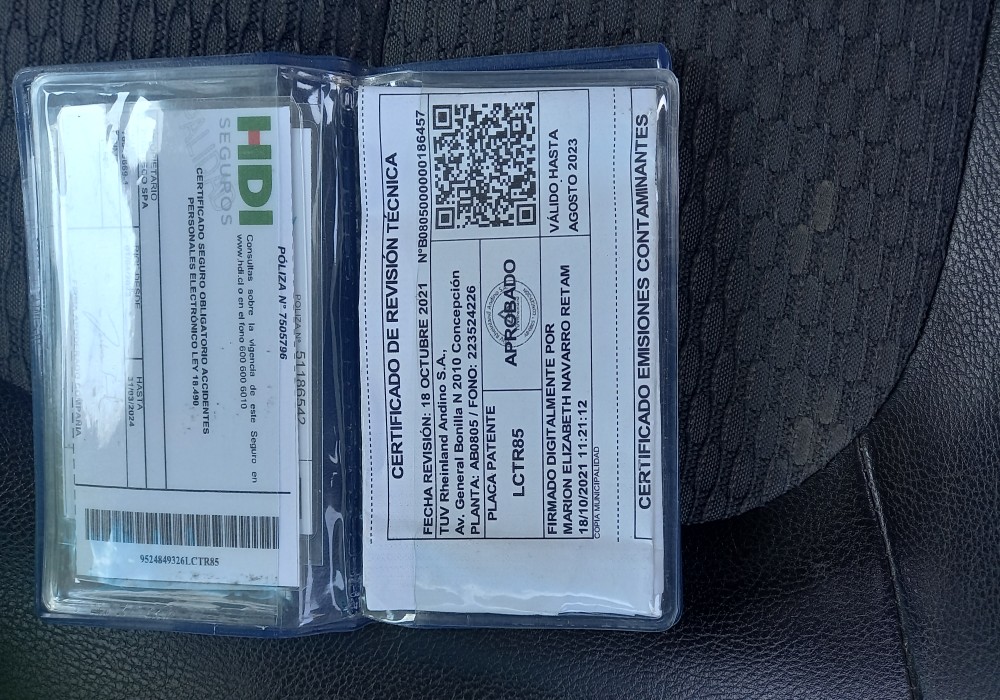 HDI
SEGUROS
PÓLIZA N° 7505796
Consultas sobre la vigencia de este Seguro en
www.hdi.cl o en el fono 600 600 6010
CERTIFICADO SEGURO OBLIGATORIO ACCIDENTES
PERSONALES ELECTRÓNICO LEY 18.490
SPA
HASTA
31/03/2024
9524849326LCTR85
51186542
CERTIFICADO DE REVISIÓN TÉCNICA
FECHA REVISIÓN: 18 OCTUBRE 2021 N°B080500000186457
TUV Rheinland Andino S.A.,
Av. General Bonilla N 2010 Concepción
PLANTA: AB0805 / FONO: 223524226
PLACA PATENTE
LCTR85
APROBADO
VÁLIDO HASTA
AGOSTO 2023
FIRMADO DIGITALMENTE POR
MARION ELIZABETH NAVARRO RETAM
18/10/2021 11:21:12
COPIA MUNICIPALIDAD
CERTIFICADO EMISIONES CONTAMINANTES